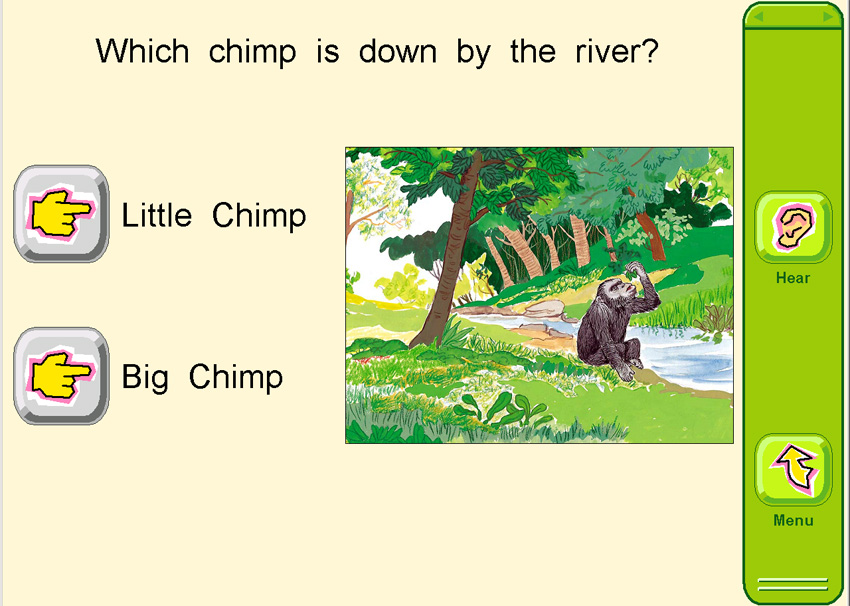 Which chimp is down by the river?
Little Chimp
Big Chimp
Hear
Menu